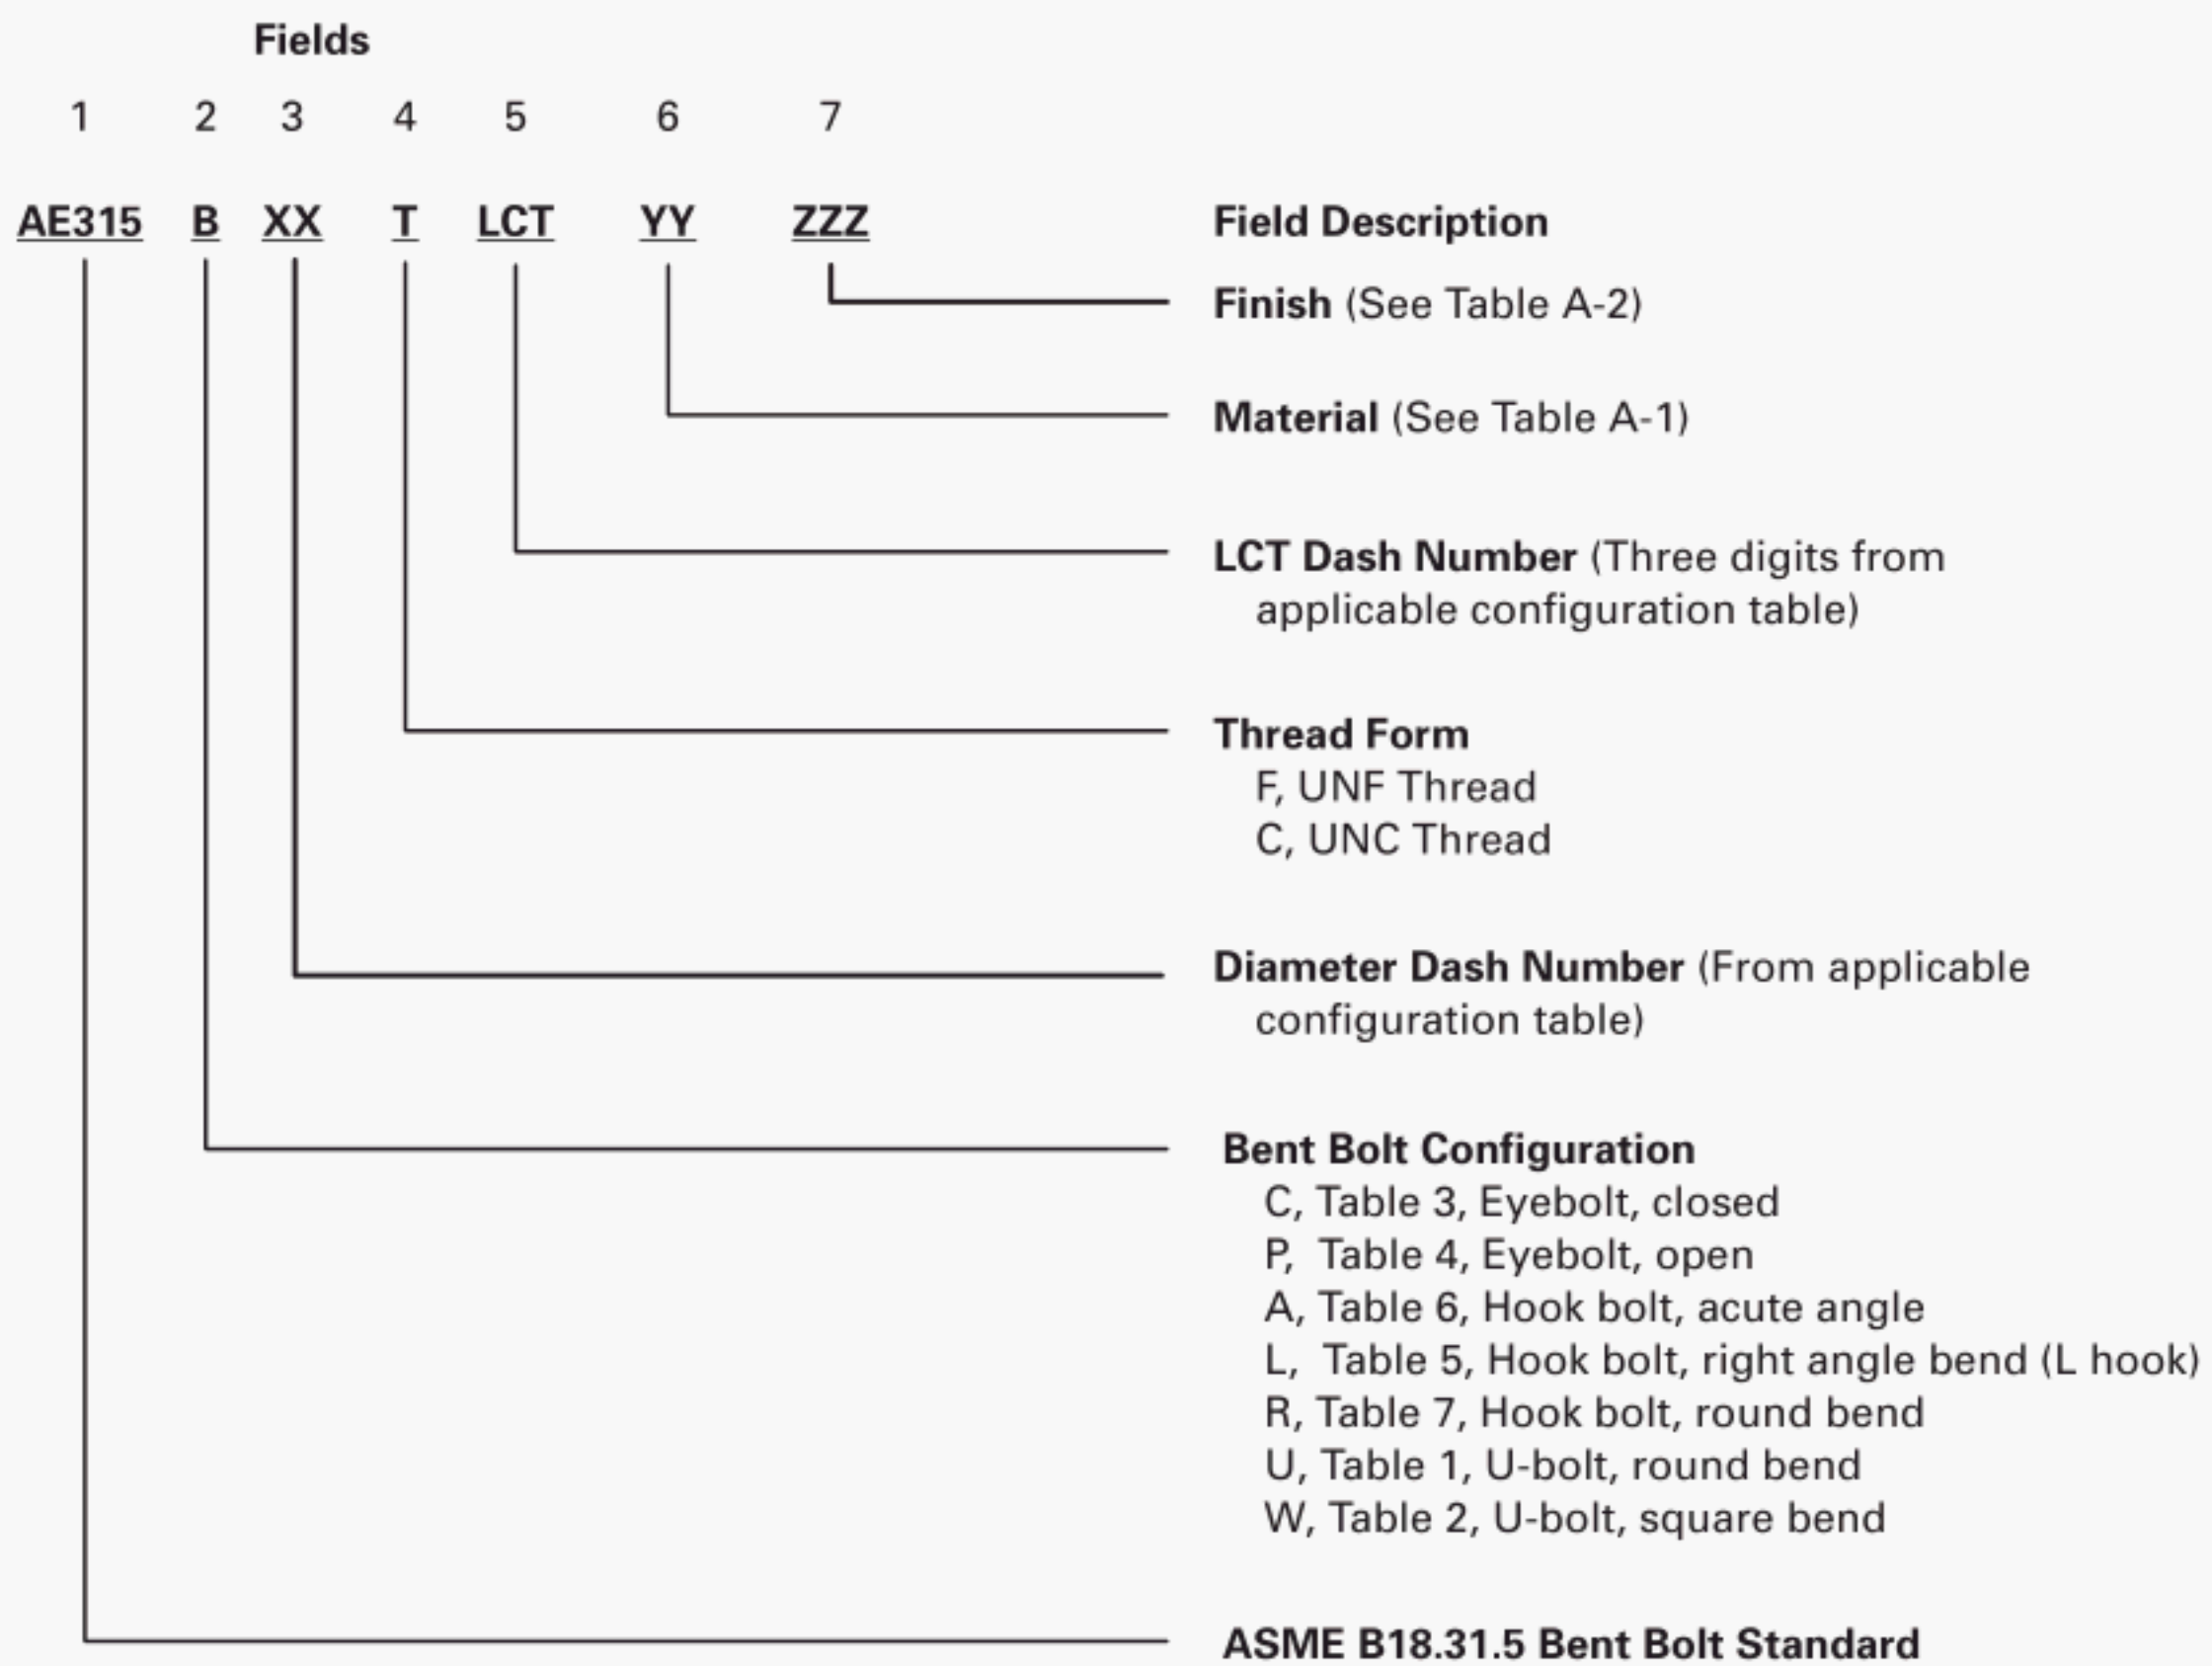 Fields
1 2 3 4 5 6 7
AE315 B XX T LCT YY ZZZ Field Description
Finish (See Table A-2)
Material (See Table A-1)
LCT Dash Number (Three digits from
applicable configuration table)
Thread Form
F, UNF Thread
C, UNC Thread
Diameter Dash Number (From applicable
configuration table)
Bent Bolt Configuration
C, Table 3, Eyebolt, closed
P, Table 4, Eyebolt, open
A, Table 6, Hook bolt, acute angle
L, Table 5, Hook bolt, right angle bend (L hook)
R, Table 7, Hook bolt, round bend
U, Table 1, U-bolt, round bend
W, Table 2, U-bolt, square bend
ASME B18.31.5 Bent Bolt Standard